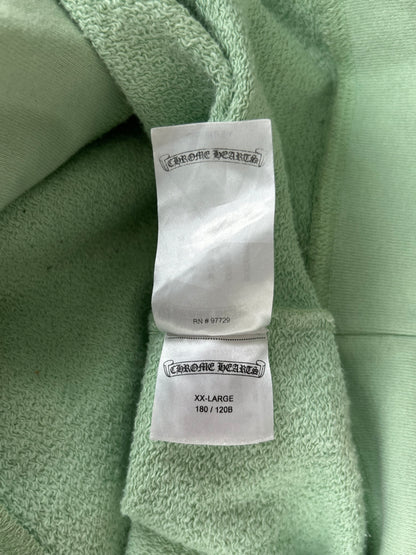 CHROME HEARTS
RN # 97729
CHROME HEARTS
XX-LARGE
180 / 120B